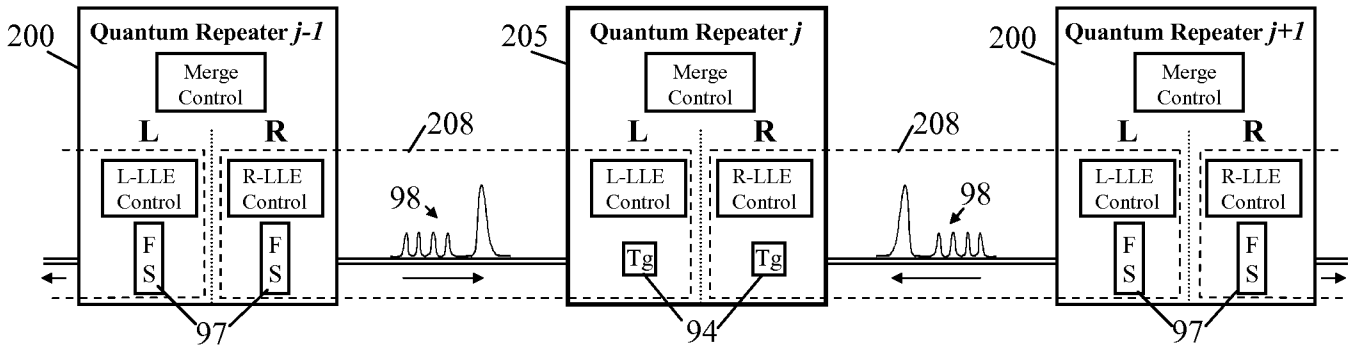 200
Quantum Repeater j-1
Merge
Control
L
R
L-LLE
Control
R-LLE
Control
F
S
F
S
97
208
98
205
Quantum Repeater j
Merge
Control
L
R
L-LLE
Control
R-LLE
Control
Tg
Tg
94
208
98
200
Quantum Repeater j+1
Merge
Control
L
R
L-LLE
Control
R-LLE
Control
F
S
F
S
97